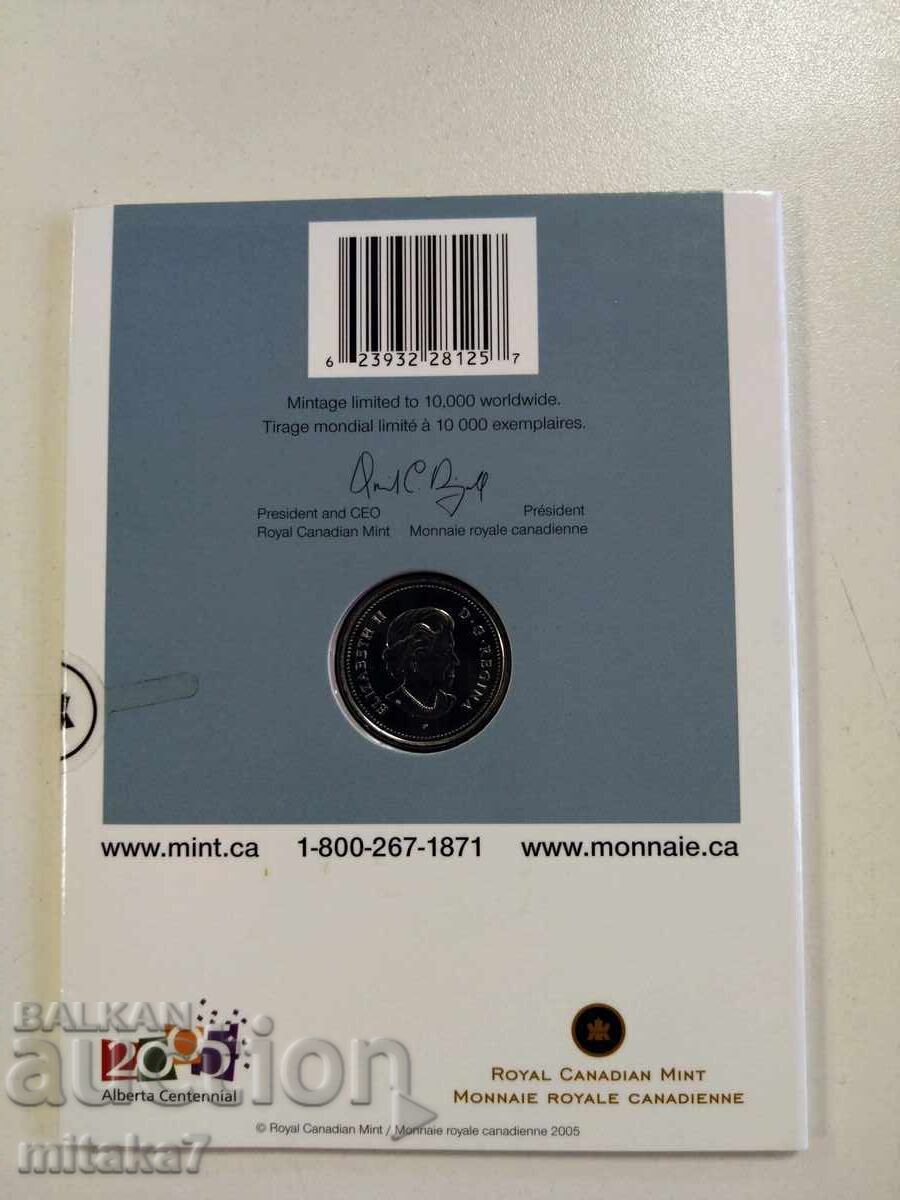 6 23932 28125 7
Mintage limited to 10,000 worldwide.
Tirage mondial limité à 10 000 exemplaires.
President and CEO Président
Royal Canadian Mint Monnaie royale canadienne
ELIZABETH II D·G·REGINA
P
www.mint.ca 1-800-267-1871 www.monnaie.ca
BALKAN
auction
2005
Alberta Centennial
ROYAL CANADIAN MINT
MONNAIE ROYALE CANADIENNE
© Royal Canadian Mint / Monnaie royale canadienne 2005
mitaka7